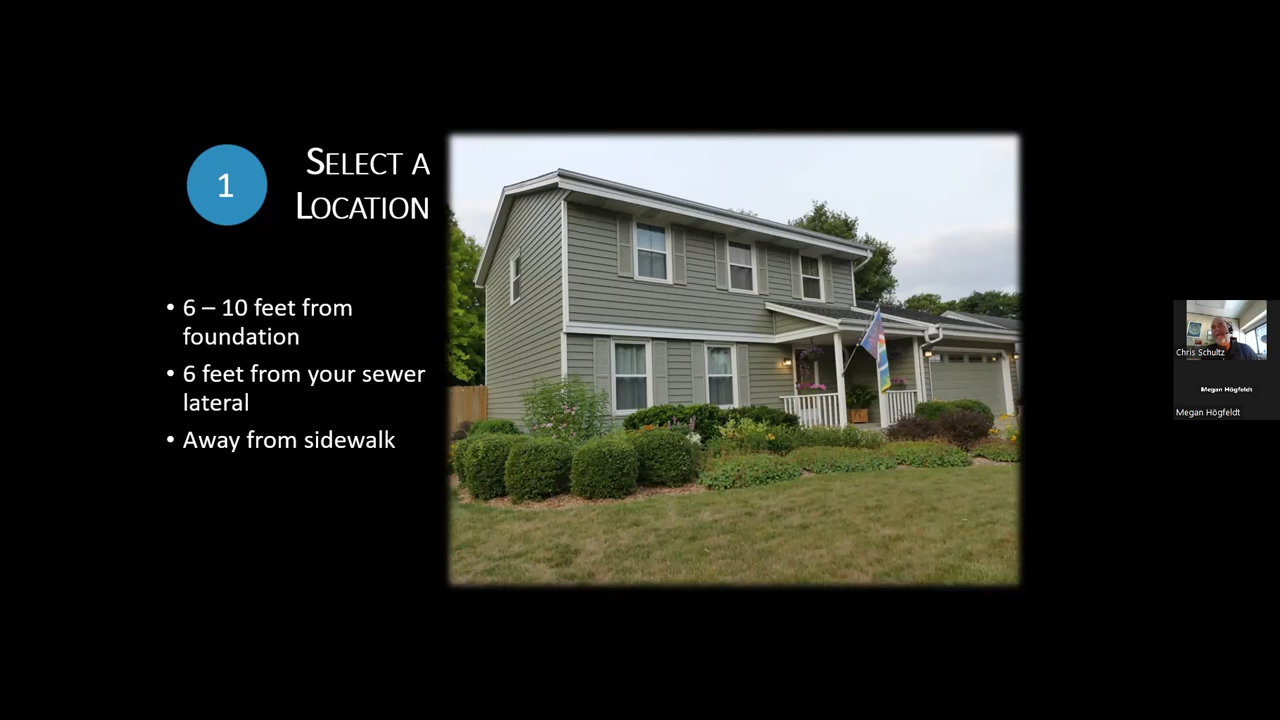 1
SELECT A
LOCATION
• 6 – 10 feet from
foundation
• 6 feet from your sewer
lateral
• Away from sidewalk
Chris Schultz
Megan Högfeldt
Megan Högfeldt